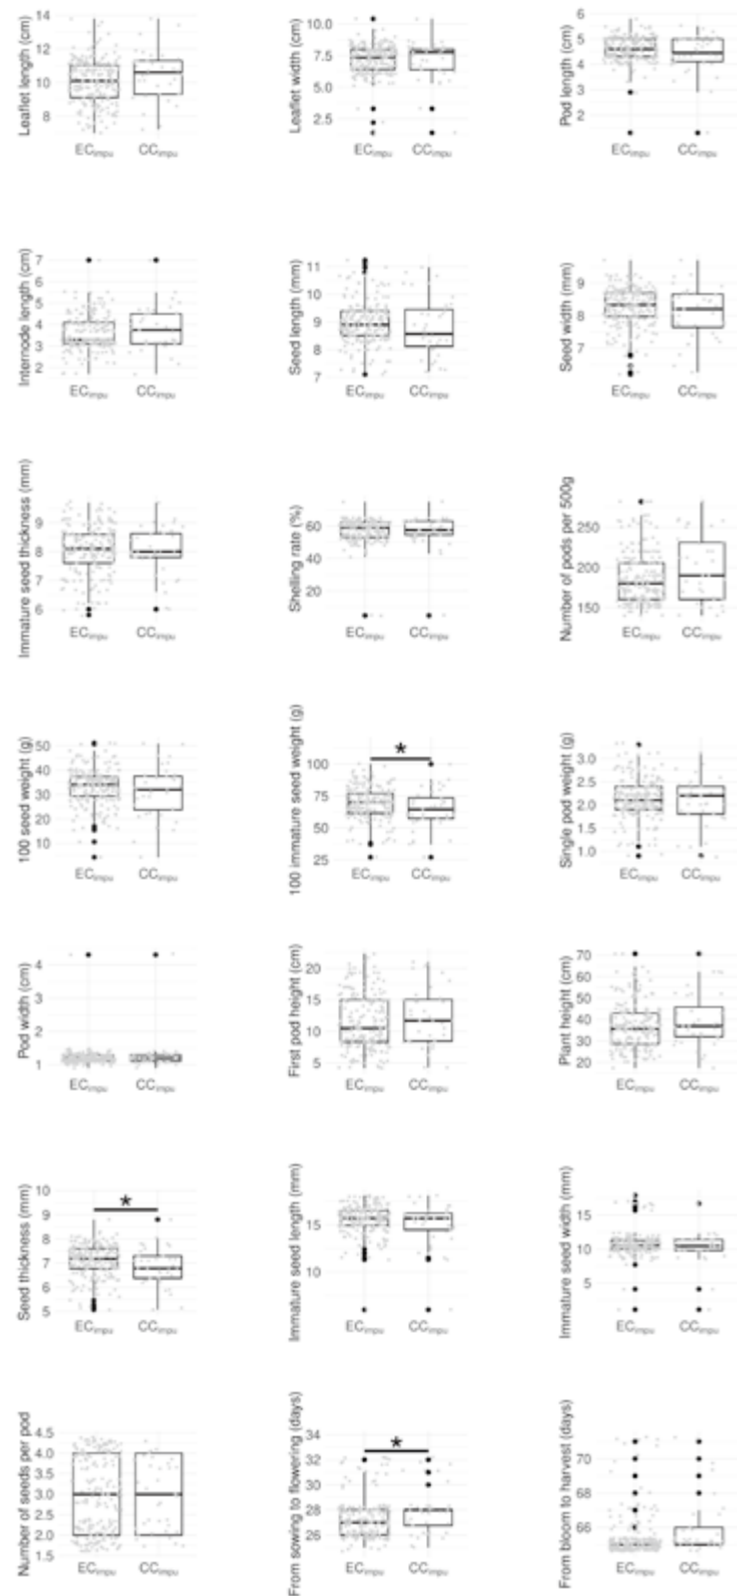 Leaflet length (cm)
14
12
10
8
ECimpu CCimpu
Leaflet width (cm)
10.0
7.5
5.0
2.5
ECimpu CCimpu
Pod length (cm)
6
5
4
3
2
ECimpu CCimpu
Internode length (cm)
7
6
5
4
3
2
ECimpu CCimpu
Seed length (mm)
11
10
9
8
7
ECimpu CCimpu
Seed width (mm)
9
8
7
ECimpu CCimpu
Immature seed thickness (mm)
9
8
7
6
ECimpu CCimpu
Shelling rate (%)
60
40
20
ECimpu CCimpu
Number of pods per 500g
250
200
150
ECimpu CCimpu
100 seed weight (g)
50
40
30
20
10
ECimpu CCimpu
100 immature seed weight (g)
100
75
50
25
*
ECimpu CCimpu
Single pod weight (g)
3.0
2.5
2.0
1.5
1.0
ECimpu CCimpu
Pod width (cm)
4
3
2
1
ECimpu CCimpu
First pod height (cm)
20
15
10
5
ECimpu CCimpu
Plant height (cm)
70
60
50
40
30
20
ECimpu CCimpu
Seed thickness (mm)
10
9
8
7
6
5
*
ECimpu CCimpu
Immature seed length (mm)
15
10
ECimpu CCimpu
Immature seed width (mm)
15
10
5
ECimpu CCimpu
Number of seeds per pod
4.5
4.0
3.5
3.0
2.5
2.0
1.5
ECimpu CCimpu
From sowing to flowering (days)
34
32
30
28
26
*
ECimpu CCimpu
From bloom to harvest (days)
70
68
66
ECimpu CCimpu